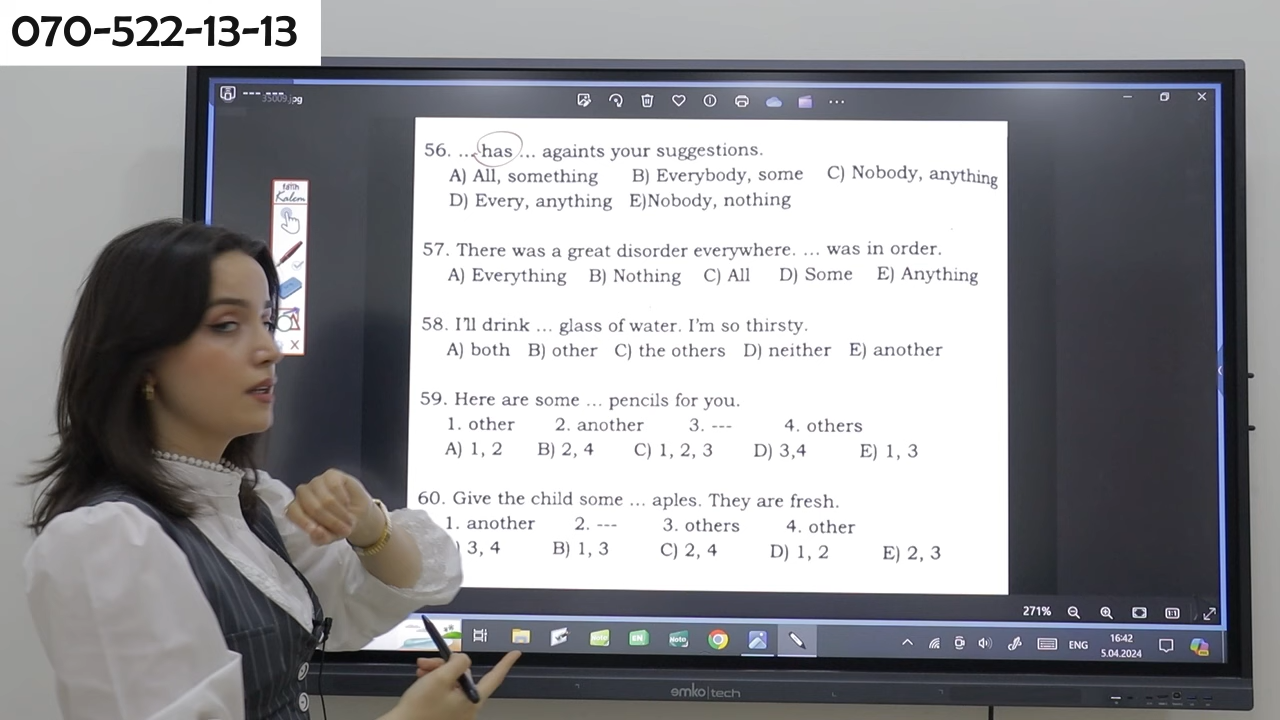 070-522-13-13
35009.jpg
fatih
Kalem
56. ... has ... againts your suggestions.
A) All, something B) Everybody, some C) Nobody, anything
D) Every, anything E)Nobody, nothing
57. There was a great disorder everywhere. ... was in order.
A) Everything B) Nothing C) All D) Some E) Anything
58. I'll drink ... glass of water. I'm so thirsty.
A) both B) other C) the others D) neither E) another
59. Here are some ... pencils for you.
1. other 2. another 3. --- 4. others
A) 1, 2 B) 2, 4 C) 1, 2, 3 D) 3,4 E) 1, 3
60. Give the child some ... aples. They are fresh.
1. another 2. --- 3. others 4. other
) 3, 4 B) 1, 3 C) 2, 4 D) 1, 2 E) 2, 3
271%
ENG
16:42
5.04.2024
emko|tech